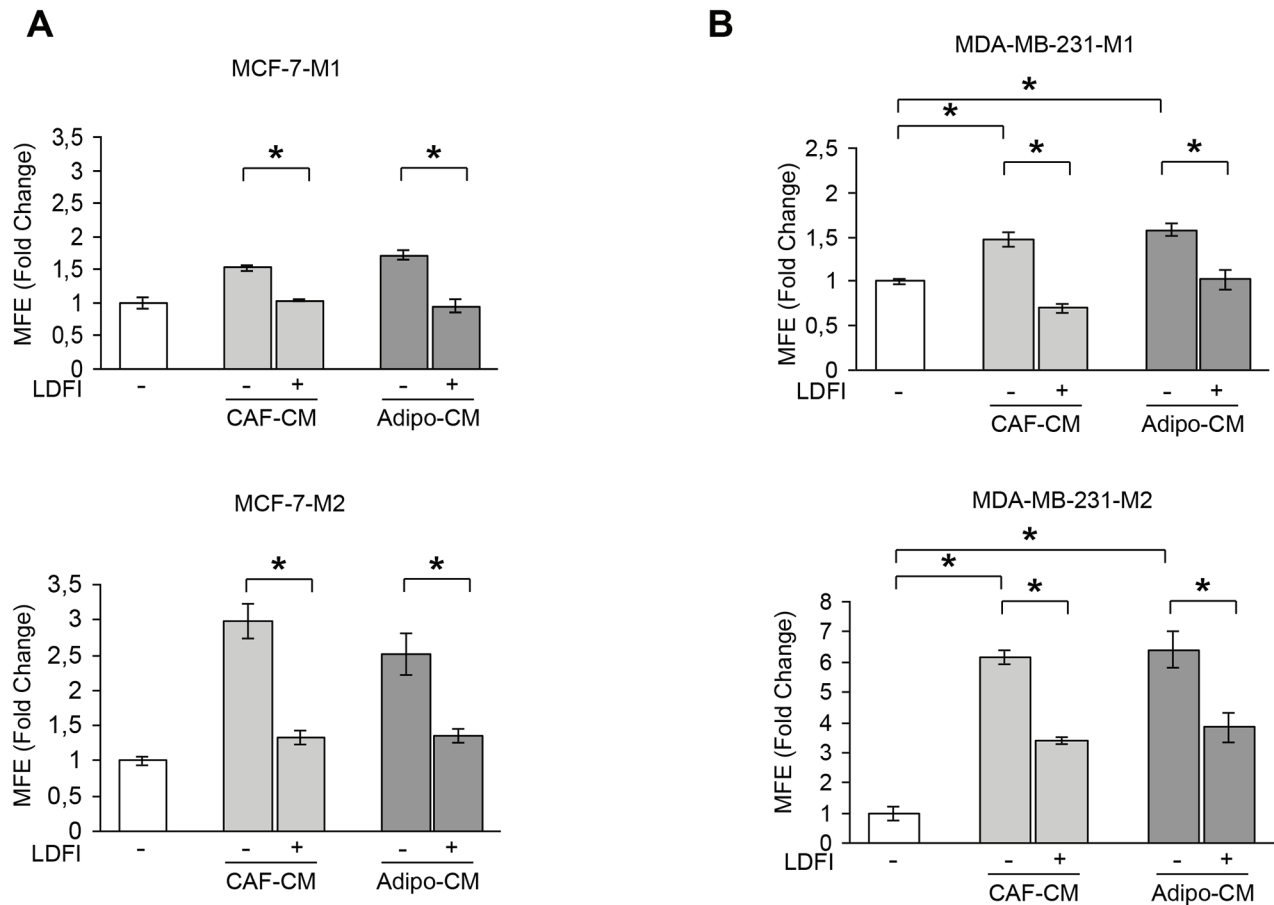 A
MCF-7-M1
MFE (Fold Change)
3,5
3
2,5
2
1,5
1
0,5
0
* *
LDFI - - + - +
CAF-CM Adipo-CM
MCF-7-M2
MFE (Fold Change)
3,5
3
2,5
2
1,5
1
0,5
0
* *
LDFI - - + - +
CAF-CM Adipo-CM
B
MDA-MB-231-M1
MFE (Fold Change)
2,5
2
1,5
1
0,5
0
*
*
* *
LDFI - - + - +
CAF-CM Adipo-CM
MDA-MB-231-M2
MFE (Fold Change)
8
7
6
5
4
3
2
1
0
*
*
* *
LDFI - - + - +
CAF-CM Adipo-CM